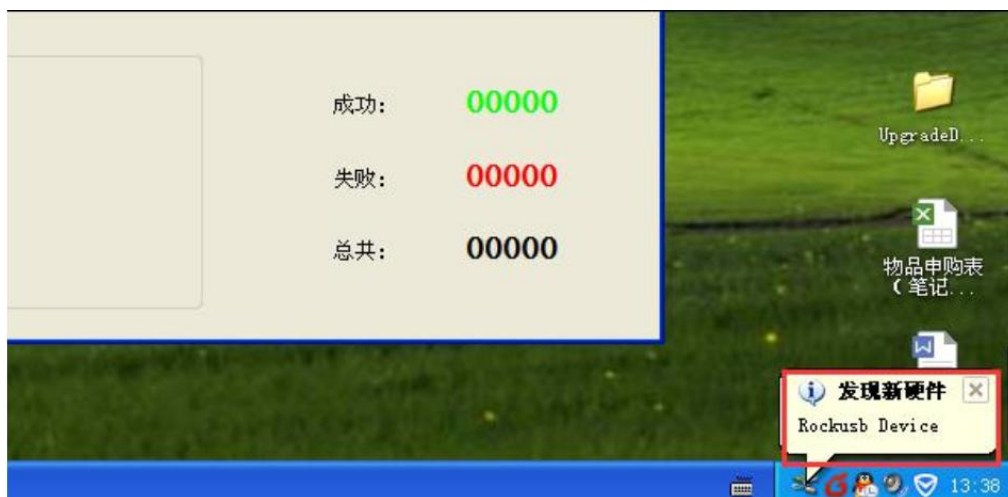 成功： 00000
失败： 00000
总共： 00000
UpgradeD...
物品申购表
（笔记...
发现新硬件
Rockusb Device
13:38